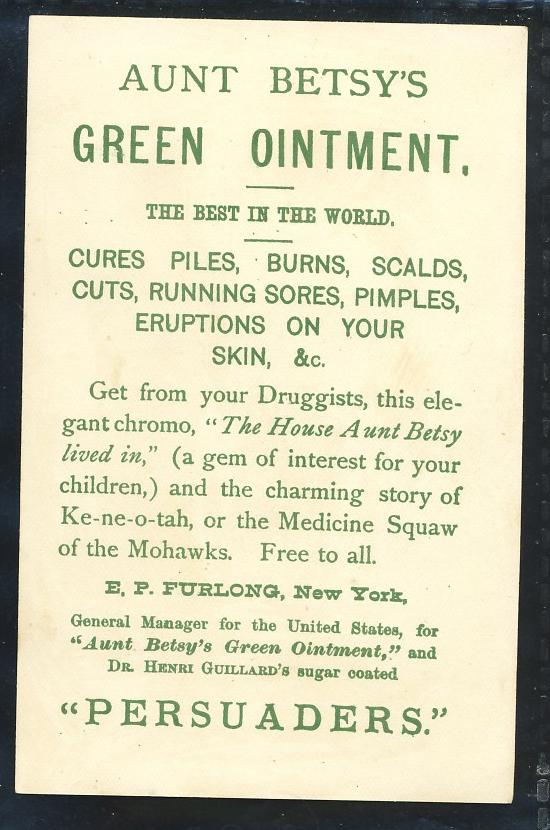 AUNT BETSY'S
GREEN OINTMENT.
THE BEST IN THE WORLD.
CURES PILES, BURNS, SCALDS,
CUTS, RUNNING SORES, PIMPLES,
ERUPTIONS ON YOUR
SKIN, &c.
Get from your Druggists, this ele-
gant chromo, "The House Aunt Betsy
lived in," (a gem of interest for your
children,) and the charming story of
Ke-ne-o-tah, or the Medicine Squaw
of the Mohawks. Free to all.
E. P. FURLONG, New York,
General Manager for the United States, for
"Aunt Betsy's Green Ointment," and
DR. HENRI GUILLARD'S sugar coated
"PERSUADERS."